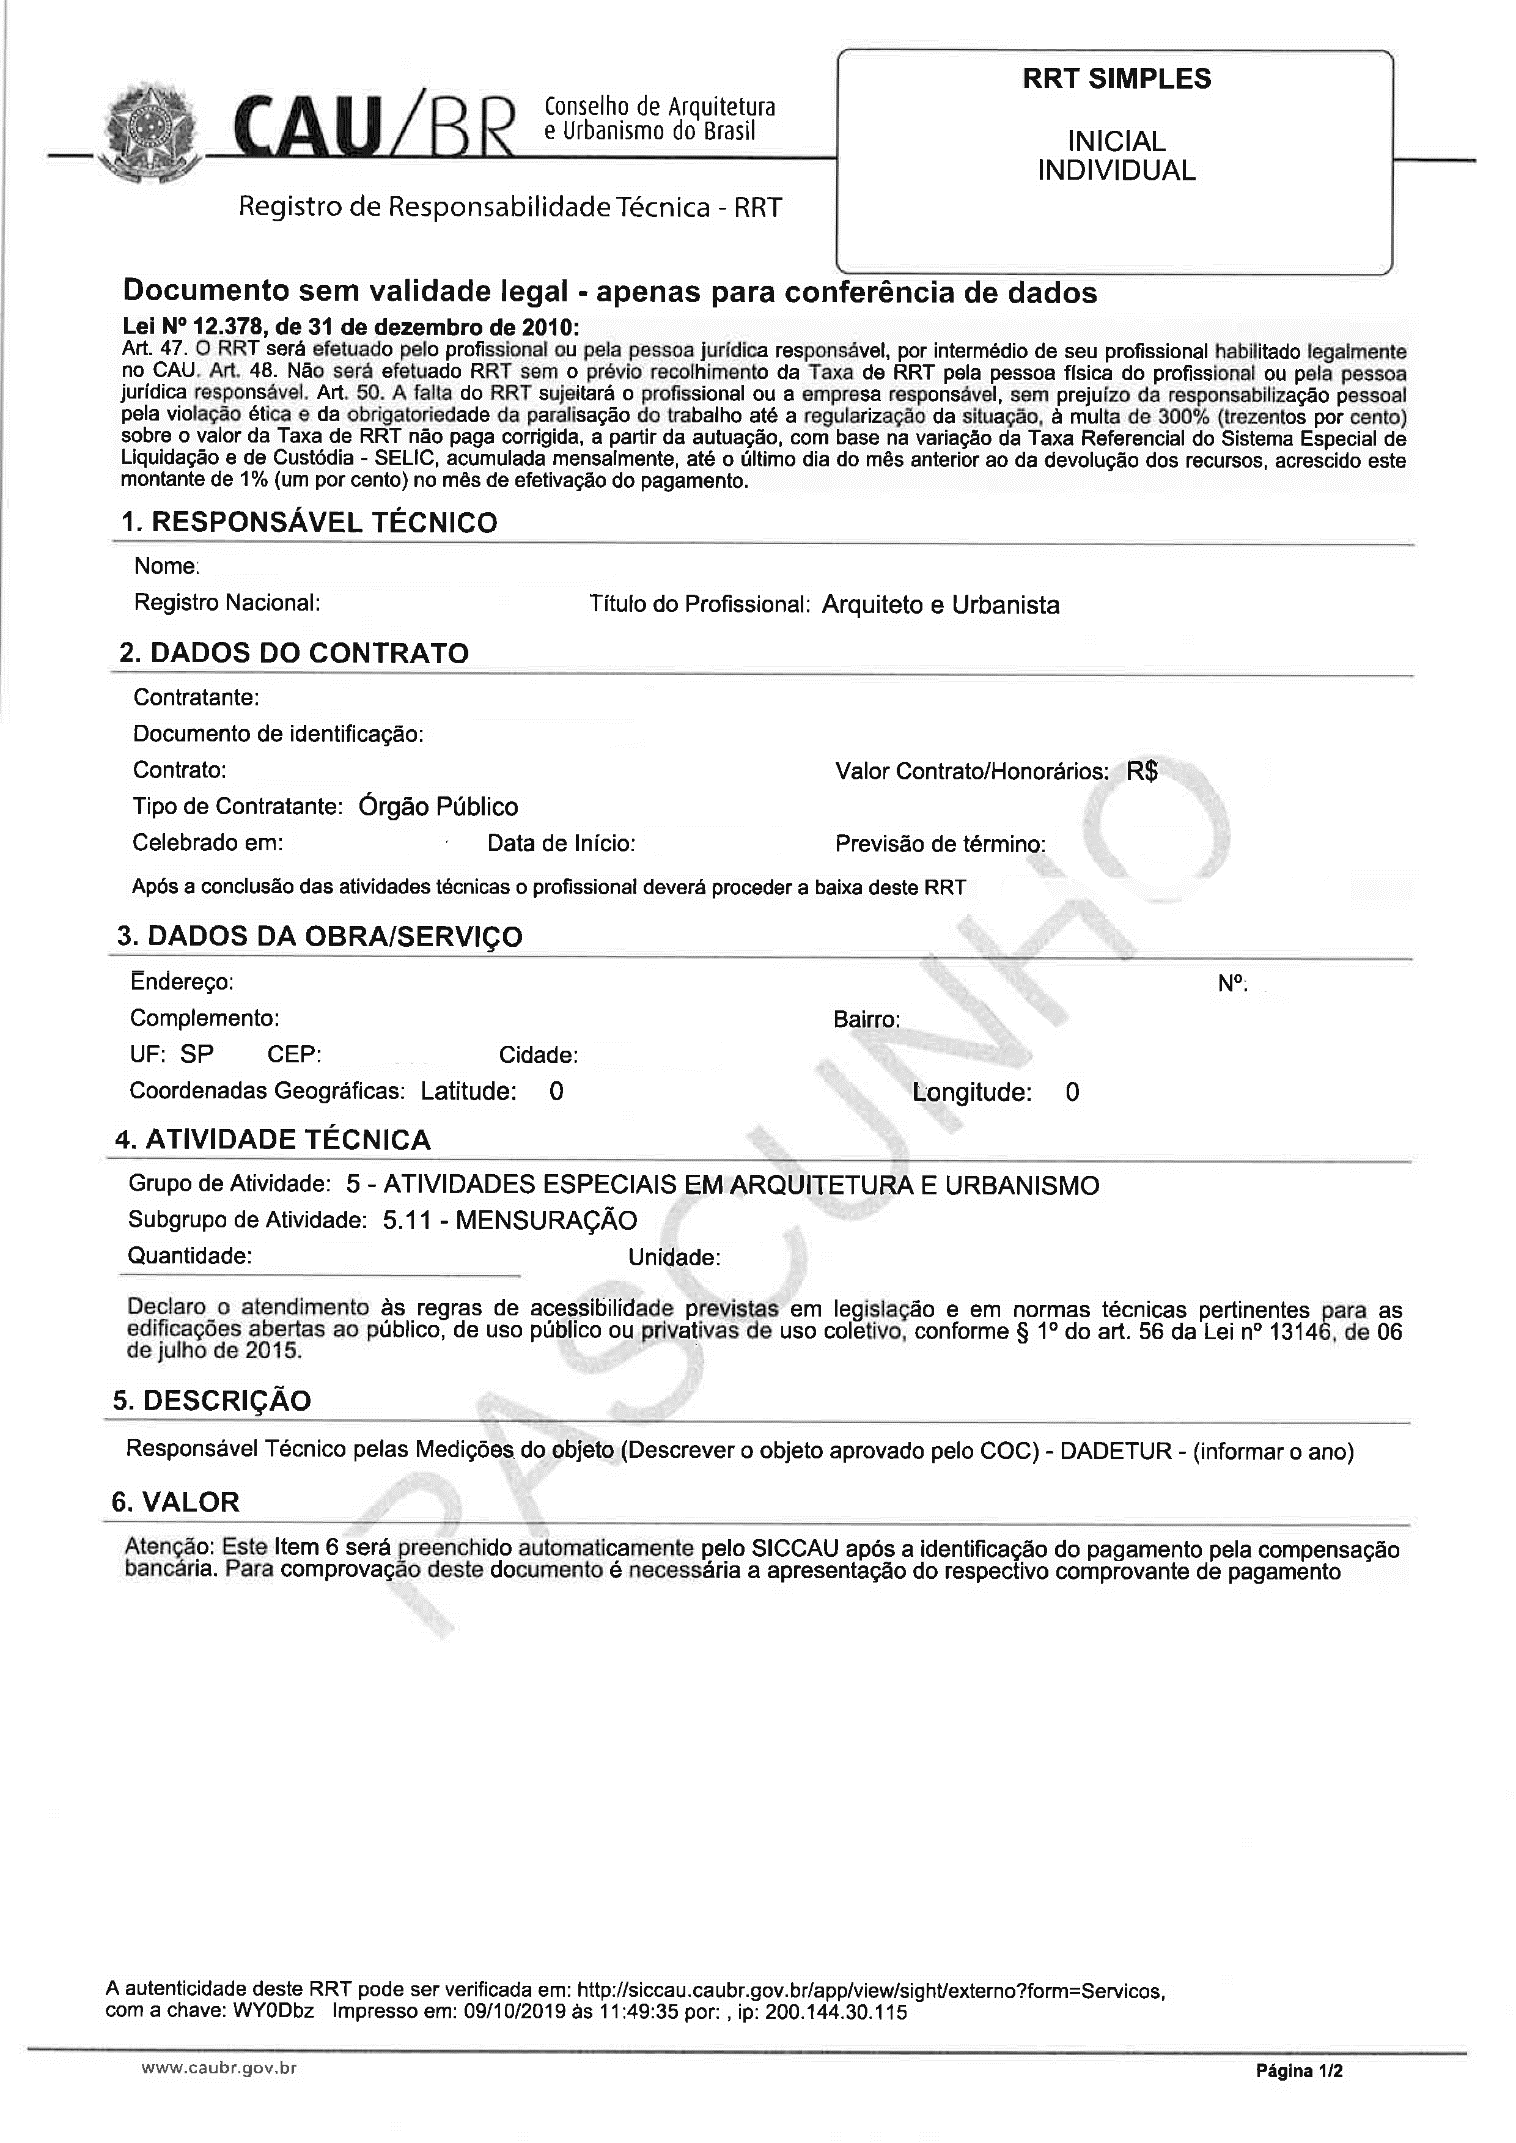 RRT SIMPLES
INICIAL
INDIVIDUAL
CAU/BR
Conselho de Arquitetura
e Urbanismo do Brasil
Registro de Responsabilidade Técnica - RRT
Documento sem validade legal - apenas para conferência de dados
Lei Nº 12.378, de 31 de dezembro de 2010:
Art. 47. O RRT será efetuado pelo profissional ou pela pessoa jurídica responsável, por intermédio de seu profissional habilitado legalmente
no CAU. Art. 48. Não será efetuado RRT sem o prévio recolhimento da Taxa de RRT pela pessoa física do profissional ou pela pessoa
jurídica responsável. Art. 50. A falta do RRT sujeitará o profissional ou a empresa responsável, sem prejuízo da responsabilização pessoal
pela violação ética e da obrigatoriedade da paralisação do trabalho até a regularização da situação, à multa de 300% (trezentos por cento)
sobre o valor da Taxa de RRT não paga corrigida, a partir da autuação, com base na variação da Taxa Referencial do Sistema Especial de
Liquidação e de Custódia - SELIC, acumulada mensalmente, até o último dia do mês anterior ao da devolução dos recursos, acrescido este
montante de 1% (um por cento) no mês de efetivação do pagamento.
1. RESPONSÁVEL TÉCNICO
Nome:
Registro Nacional: Título do Profissional: Arquiteto e Urbanista
2. DADOS DO CONTRATO
Contratante:
Documento de identificação:
Contrato: Valor Contrato/Honorários: R$
Tipo de Contratante: Órgão Público
Celebrado em: Data de Início: Previsão de término:
Após a conclusão das atividades técnicas o profissional deverá proceder a baixa deste RRT
3. DADOS DA OBRA/SERVIÇO
Endereço: Nº:
Complemento: Bairro:
UF: SP CEP: Cidade:
Coordenadas Geográficas: Latitude: 0 Longitude: 0
4. ATIVIDADE TÉCNICA
Grupo de Atividade: 5 - ATIVIDADES ESPECIAIS EM ARQUITETURA E URBANISMO
Subgrupo de Atividade: 5.11 - MENSURAÇÃO
Quantidade: Unidade:
Declaro o atendimento às regras de acessibilidade previstas em legislação e em normas técnicas pertinentes para as
edificações abertas ao público, de uso público ou privativas de uso coletivo, conforme § 1º do art. 56 da Lei nº 13146, de 06
de julho de 2015.
5. DESCRIÇÃO
Responsável Técnico pelas Medições do objeto (Descrever o objeto aprovado pelo COC) - DADETUR - (informar o ano)
6. VALOR
Atenção: Este Item 6 será preenchido automaticamente pelo SICCAU após a identificação do pagamento pela compensação
bancária. Para comprovação deste documento é necessária a apresentação do respectivo comprovante de pagamento
RASCUNHO
A autenticidade deste RRT pode ser verificada em: http://siccau.caubr.gov.br/app/view/sight/externo?form=Servicos,
com a chave: WY0Dbz Impresso em: 09/10/2019 às 11:49:35 por: , ip: 200.144.30.115
www.caubr.gov.br Página 1/2